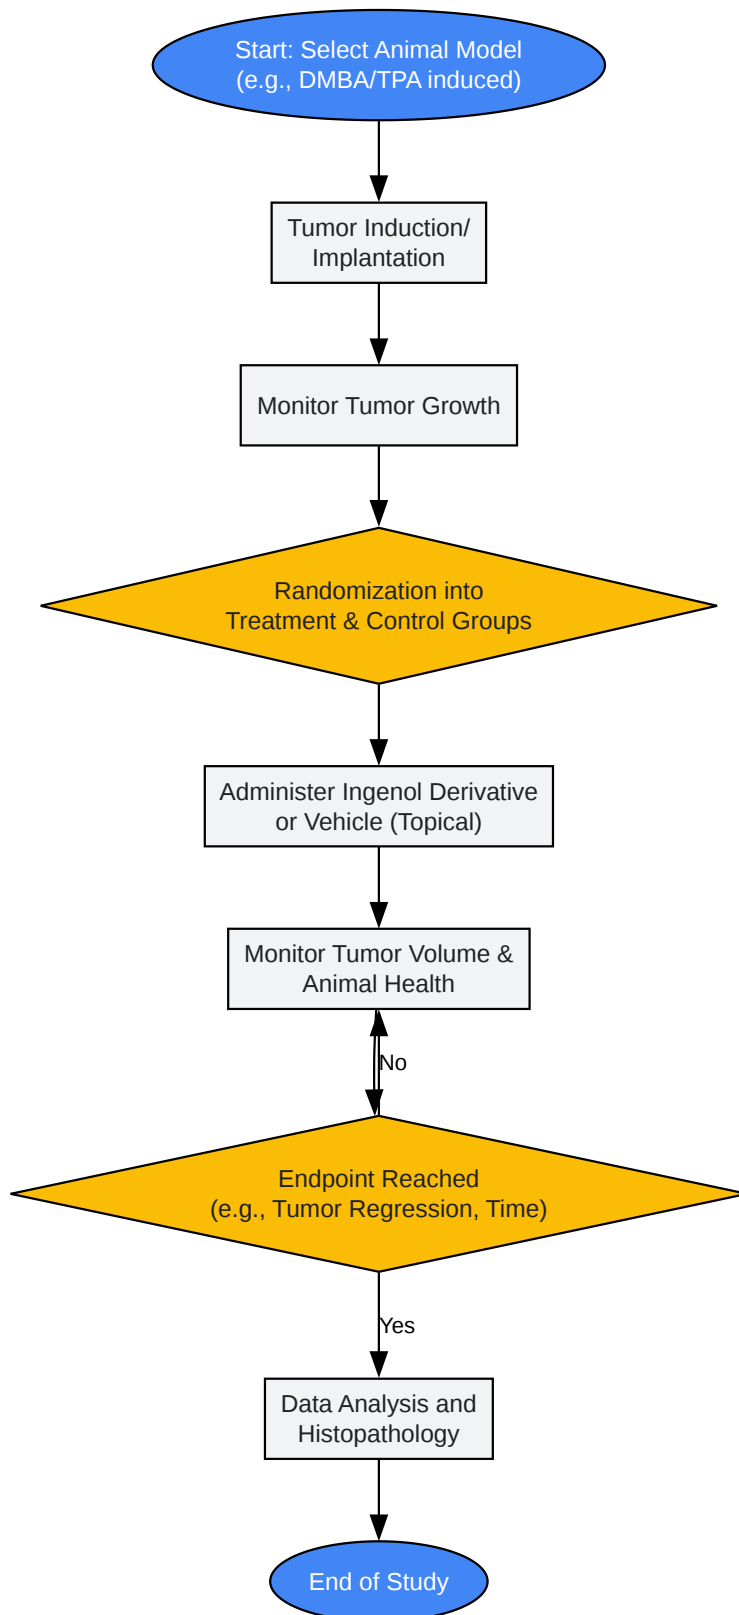 Start: Select Animal Model
(e.g., DMBA/TPA induced)
Tumor Induction/
Implantation
Monitor Tumor Growth
Randomization into
Treatment & Control Groups
Administer Ingenol Derivative
or Vehicle (Topical)
Monitor Tumor Volume &
Animal Health
No
Endpoint Reached
(e.g., Tumor Regression, Time)
Yes
Data Analysis and
Histopathology
End of Study